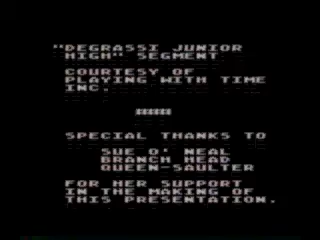 "DEGRASSI JUNIOR
HIGH" SEGMENT
COURTESY OF
PLAYING WITH TIME
INC.
######
SPECIAL THANKS TO
SUE O' NEAL
BRANCH HEAD
QUEEN-SAULTER
FOR HER SUPPORT
IN THE MAKING OF
THIS PRESENTATION.